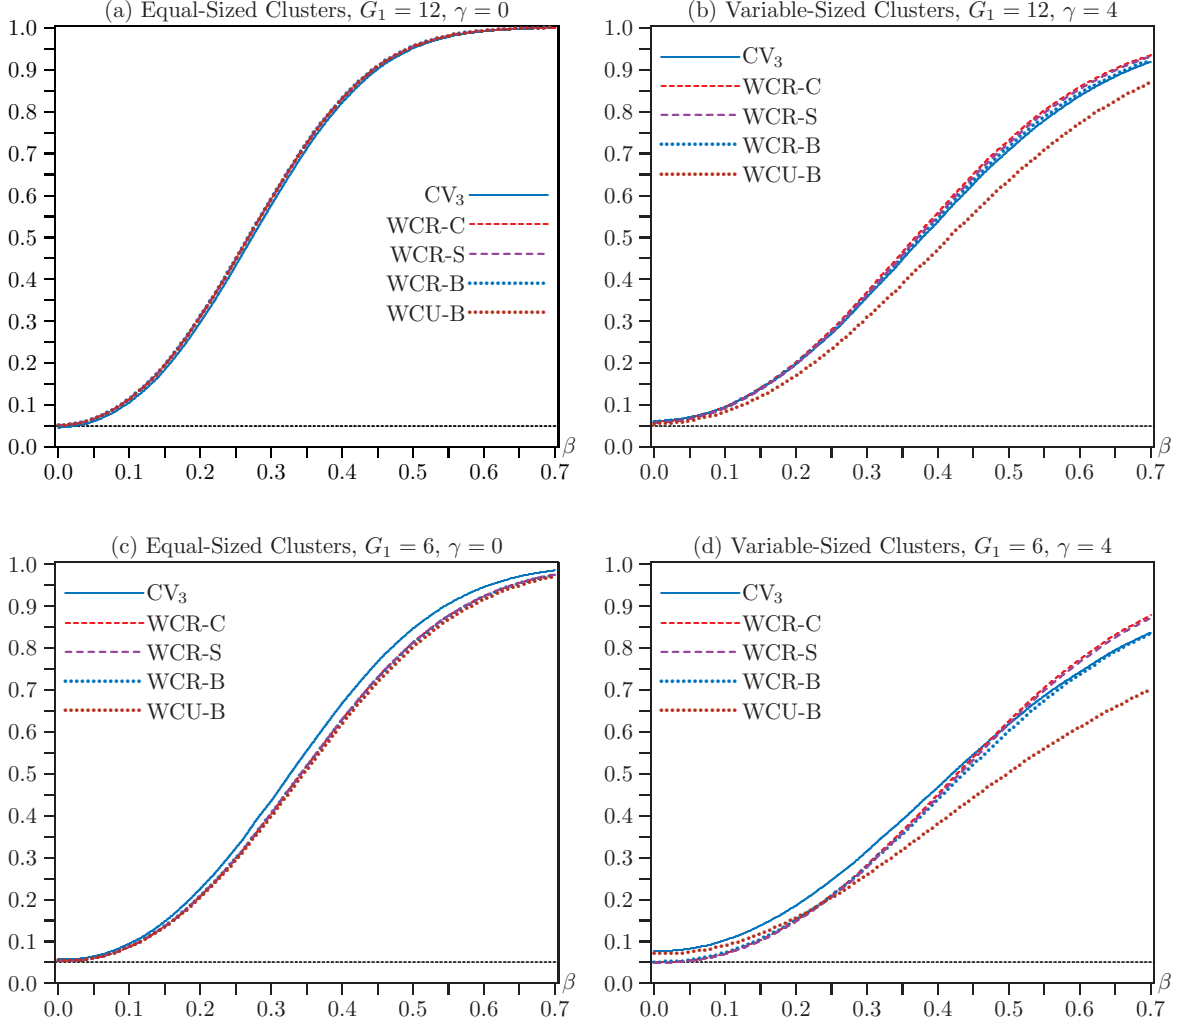 (a) Equal-Sized Clusters, G₁ = 12, γ = 0
1.0
0.9
0.8
0.7
0.6
0.5
0.4
0.3
0.2
0.1
0.0
CV₃
WCR-C
WCR-S
WCR-B
WCU-B
β
0.0 0.1 0.2 0.3 0.4 0.5 0.6 0.7
(b) Variable-Sized Clusters, G₁ = 12, γ = 4
1.0
0.9
0.8
0.7
0.6
0.5
0.4
0.3
0.2
0.1
0.0
CV₃
WCR-C
WCR-S
WCR-B
WCU-B
β
0.0 0.1 0.2 0.3 0.4 0.5 0.6 0.7
(c) Equal-Sized Clusters, G₁ = 6, γ = 0
1.0
0.9
0.8
0.7
0.6
0.5
0.4
0.3
0.2
0.1
0.0
CV₃
WCR-C
WCR-S
WCR-B
WCU-B
β
0.0 0.1 0.2 0.3 0.4 0.5 0.6 0.7
(d) Variable-Sized Clusters, G₁ = 6, γ = 4
1.0
0.9
0.8
0.7
0.6
0.5
0.4
0.3
0.2
0.1
0.0
CV₃
WCR-C
WCR-S
WCR-B
WCU-B
β
0.0 0.1 0.2 0.3 0.4 0.5 0.6 0.7